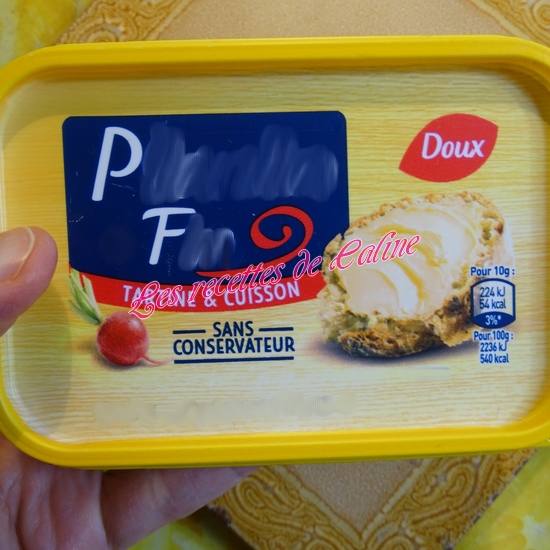 Doux
TARTINE & CUISSON
SANS
CONSERVATEUR
Pour 10g :
224 kJ
54 kcal
3%*
Pour 100g :
2236 kJ
540 kcal
Les recettes de Caline